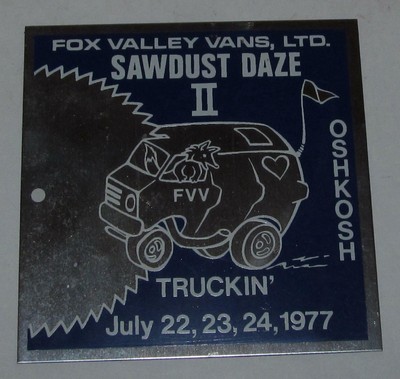 FOX VALLEY VANS, LTD.
SAWDUST DAZE
II
OSHKOSH
FVV
TRUCKIN'
July 22, 23, 24, 1977